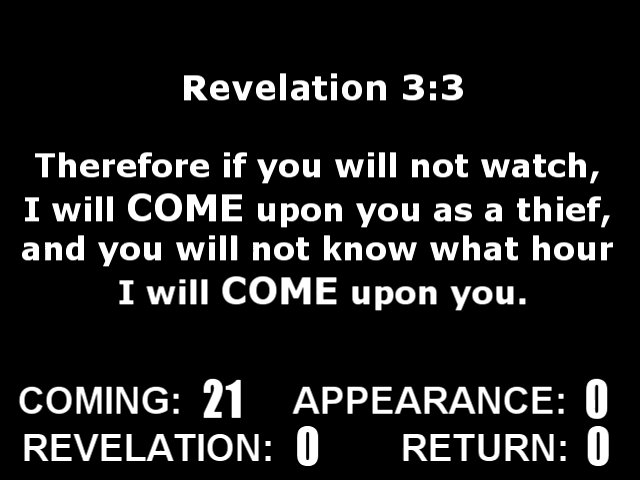 Revelation 3:3
Therefore if you will not watch,
I will COME upon you as a thief,
and you will not know what hour
I will COME upon you.
COMING: 21 APPEARANCE: 0
REVELATION: 0 RETURN: 0